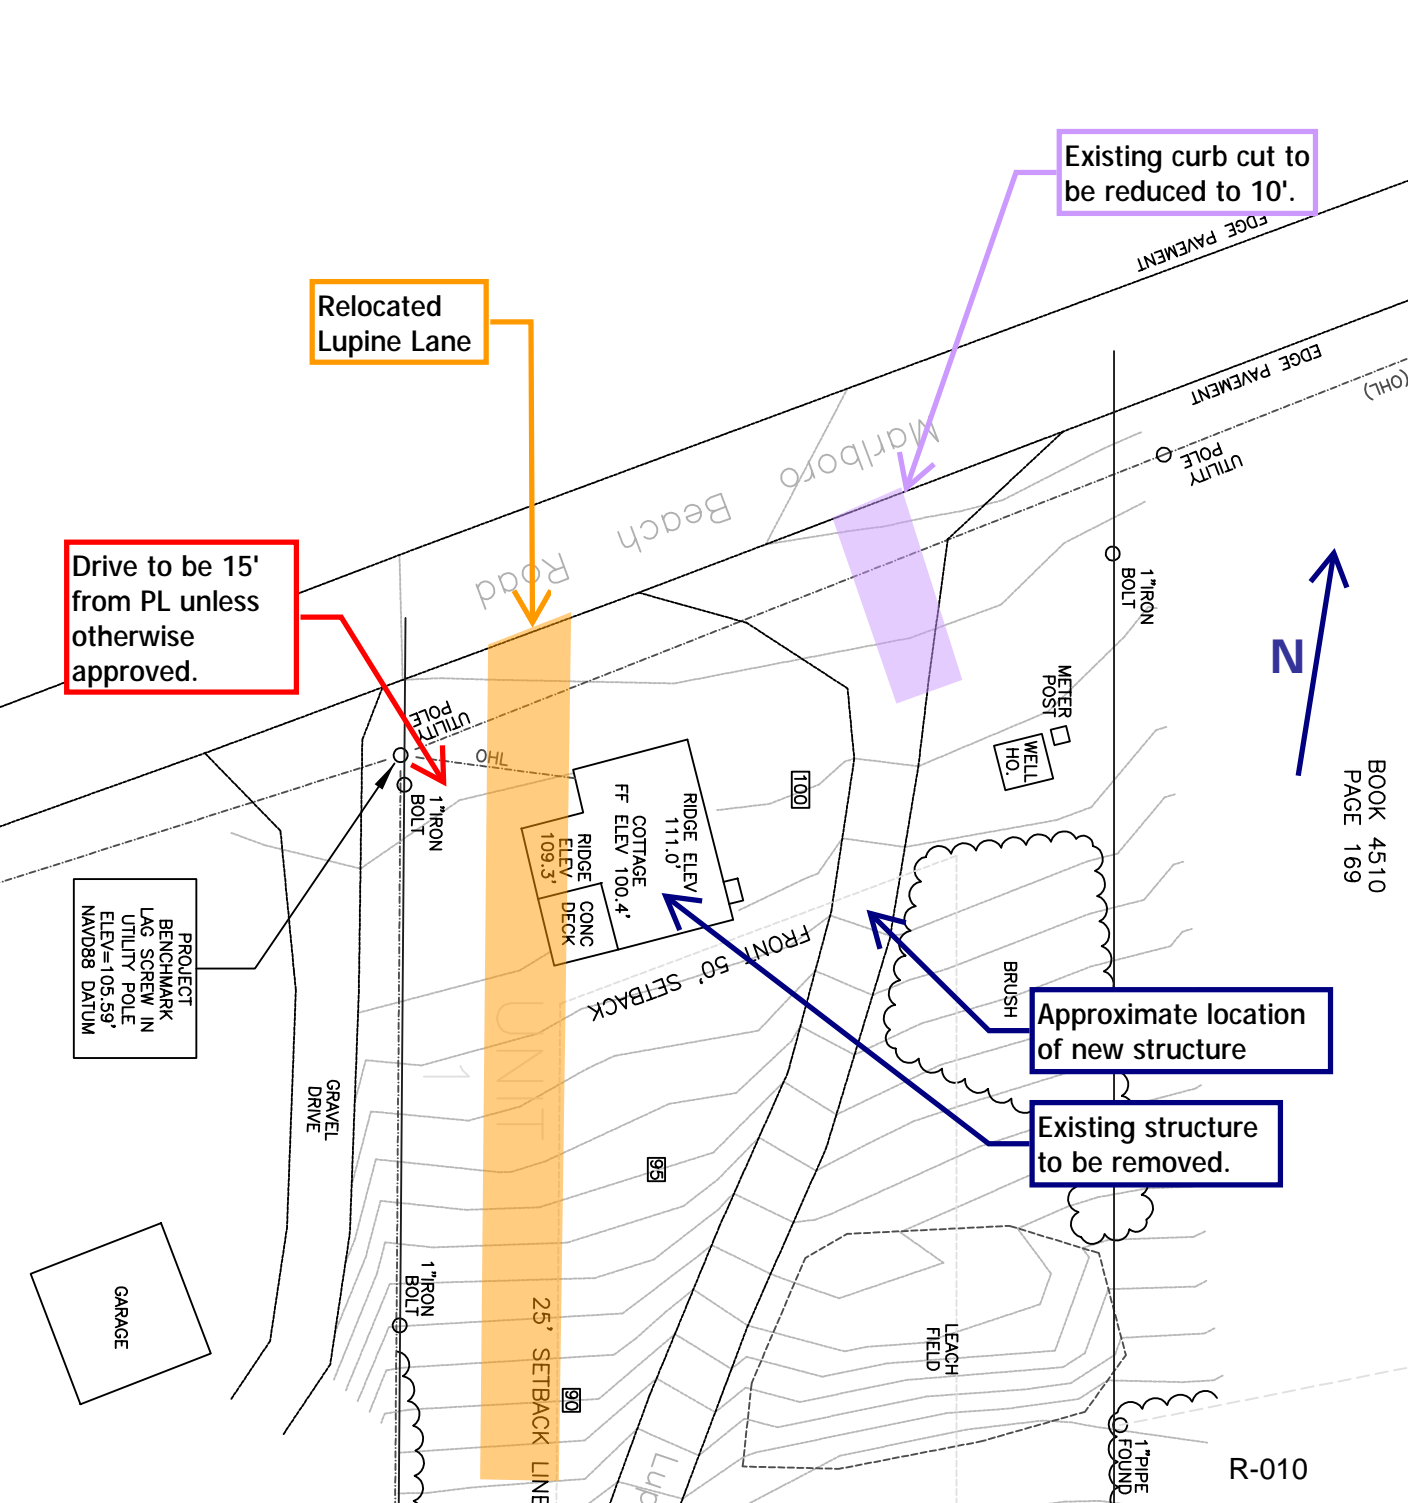 Existing curb cut to
be reduced to 10'.
EDGE PAVEMENT
Relocated
Lupine Lane
EDGE PAVEMENT
(OHL)
Marlboro Beach Road
UTILITY
POLE
Drive to be 15'
from PL unless
otherwise
approved.
1"IRON
BOLT
N
METER
POST
UTILITY
POLE
OHL
WELL
HO.
100
1"IRON
BOLT
RIDGE ELEV
111.0'
COTTAGE
FF ELEV 100.4'
RIDGE
ELEV
109.3'
CONC
DECK
BOOK 4510
PAGE 169
PROJECT
BENCHMARK
LAG SCREW IN
UTILITY POLE
ELEV=105.59'
NAVD88 DATUM
FRONT 50' SETBACK
BRUSH
Approximate location
of new structure
UNIT
1
GRAVEL
DRIVE
Existing structure
to be removed.
95
1"IRON
BOLT
GARAGE
25' SETBACK LINE
LEACH
FIELD
90
Lup
1"PIPE
FOUND
R-010